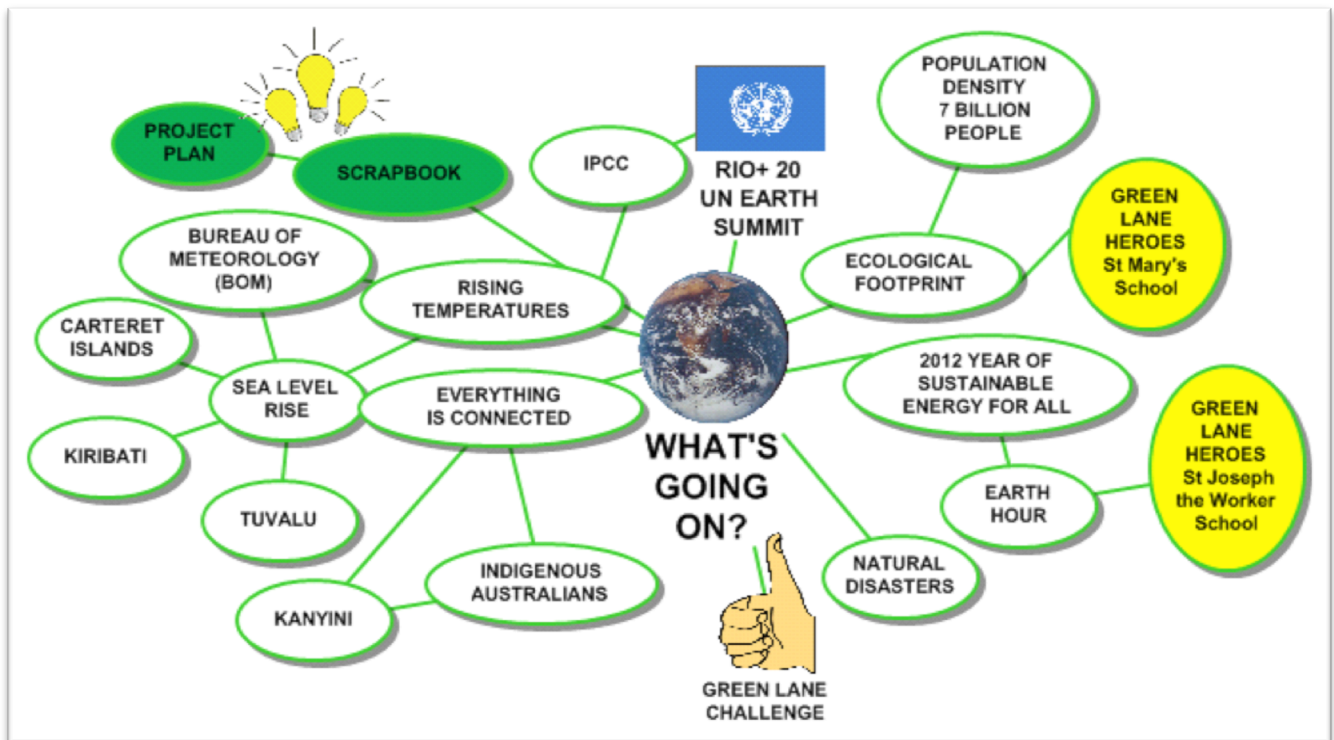 PROJECT
PLAN
SCRAPBOOK
IPCC
RIO+ 20
UN EARTH
SUMMIT
POPULATION
DENSITY
7 BILLION
PEOPLE
GREEN
LANE
HEROES
St Mary's
School
BUREAU OF
METEOROLOGY
(BOM)
RISING
TEMPERATURES
ECOLOGICAL
FOOTPRINT
CARTERET
ISLANDS
SEA LEVEL
RISE
EVERYTHING
IS CONNECTED
2012 YEAR OF
SUSTAINABLE
ENERGY FOR ALL
GREEN
LANE
HEROES
St Joseph
the Worker
School
KIRIBATI
WHAT'S
GOING
ON?
TUVALU
EARTH
HOUR
KANYINI
INDIGENOUS
AUSTRALIANS
NATURAL
DISASTERS
GREEN LANE
CHALLENGE